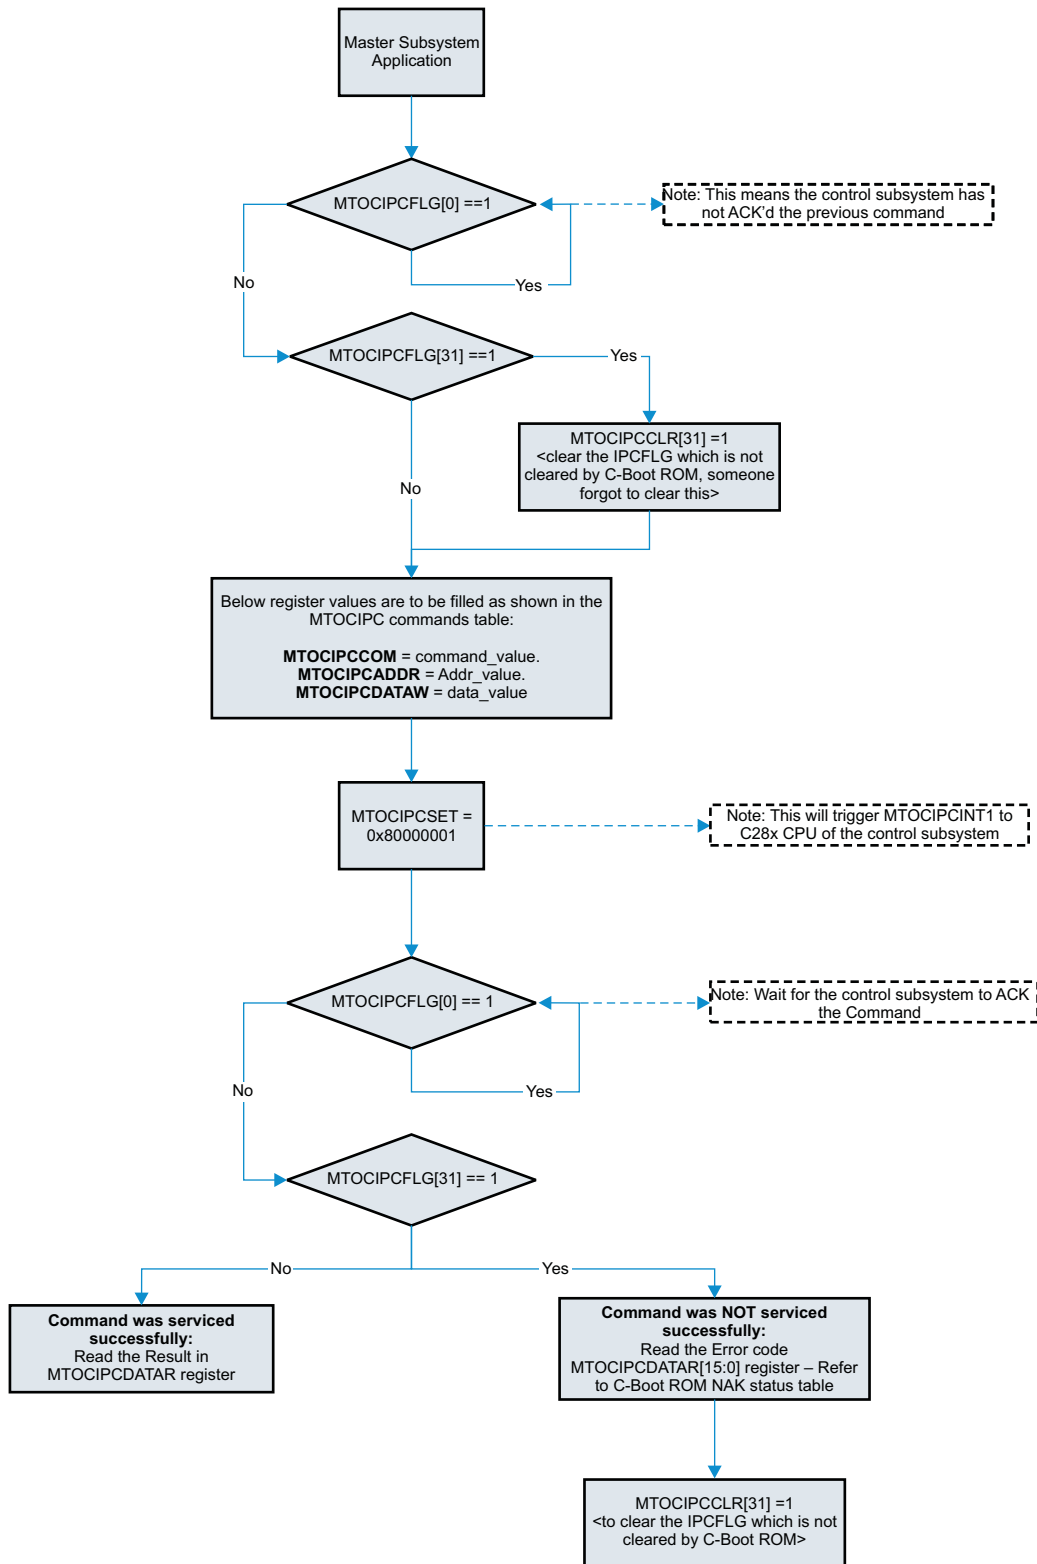 Master Subsystem
Application
MTOCIPCFLG[0] ==1
Note: This means the control subsystem has
not ACK’d the previous command
Yes
No
MTOCIPCFLG[31] ==1
Yes
MTOCIPCCLR[31] =1
<clear the IPCFLG which is not
cleared by C-Boot ROM, someone
forgot to clear this>
No
Below register values are to be filled as shown in the
MTOCIPC commands table:
MTOCIPCCOM = command_value.
MTOCIPCADDR = Addr_value.
MTOCIPCDATAW = data_value
MTOCIPCSET =
0x80000001
Note: This will trigger MTOCIPCINT1 to
C28x CPU of the control subsystem
MTOCIPCFLG[0] == 1
Note: Wait for the control subsystem to ACK
the Command
Yes
No
MTOCIPCFLG[31] == 1
No
Yes
Command was serviced
successfully:
Read the Result in
MTOCIPCDATAR register
Command was NOT serviced
successfully:
Read the Error code
MTOCIPCDATAR[15:0] register – Refer
to C-Boot ROM NAK status table
MTOCIPCCLR[31] =1
<to clear the IPCFLG which is not
cleared by C-Boot ROM>